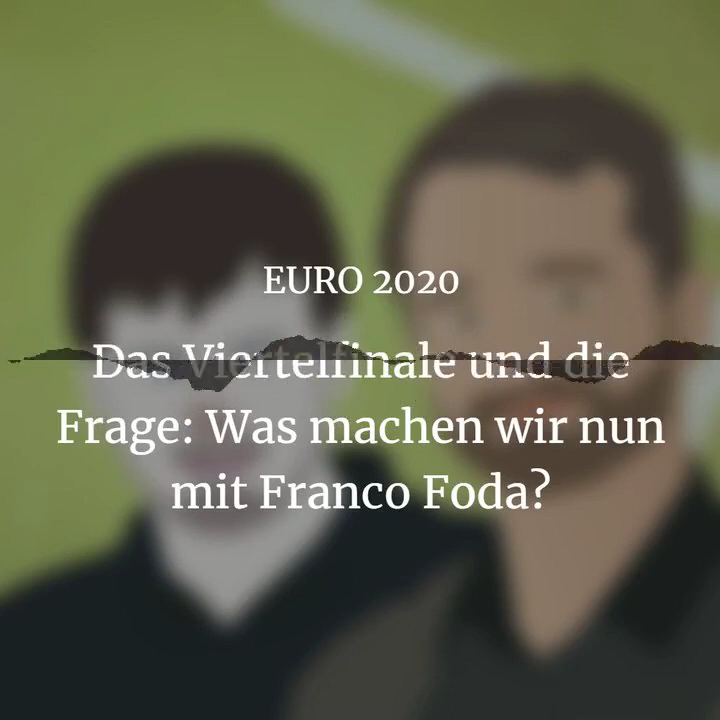 EURO 2020
Das Viertelfinale und die
Frage: Was machen wir nun
mit Franco Foda?